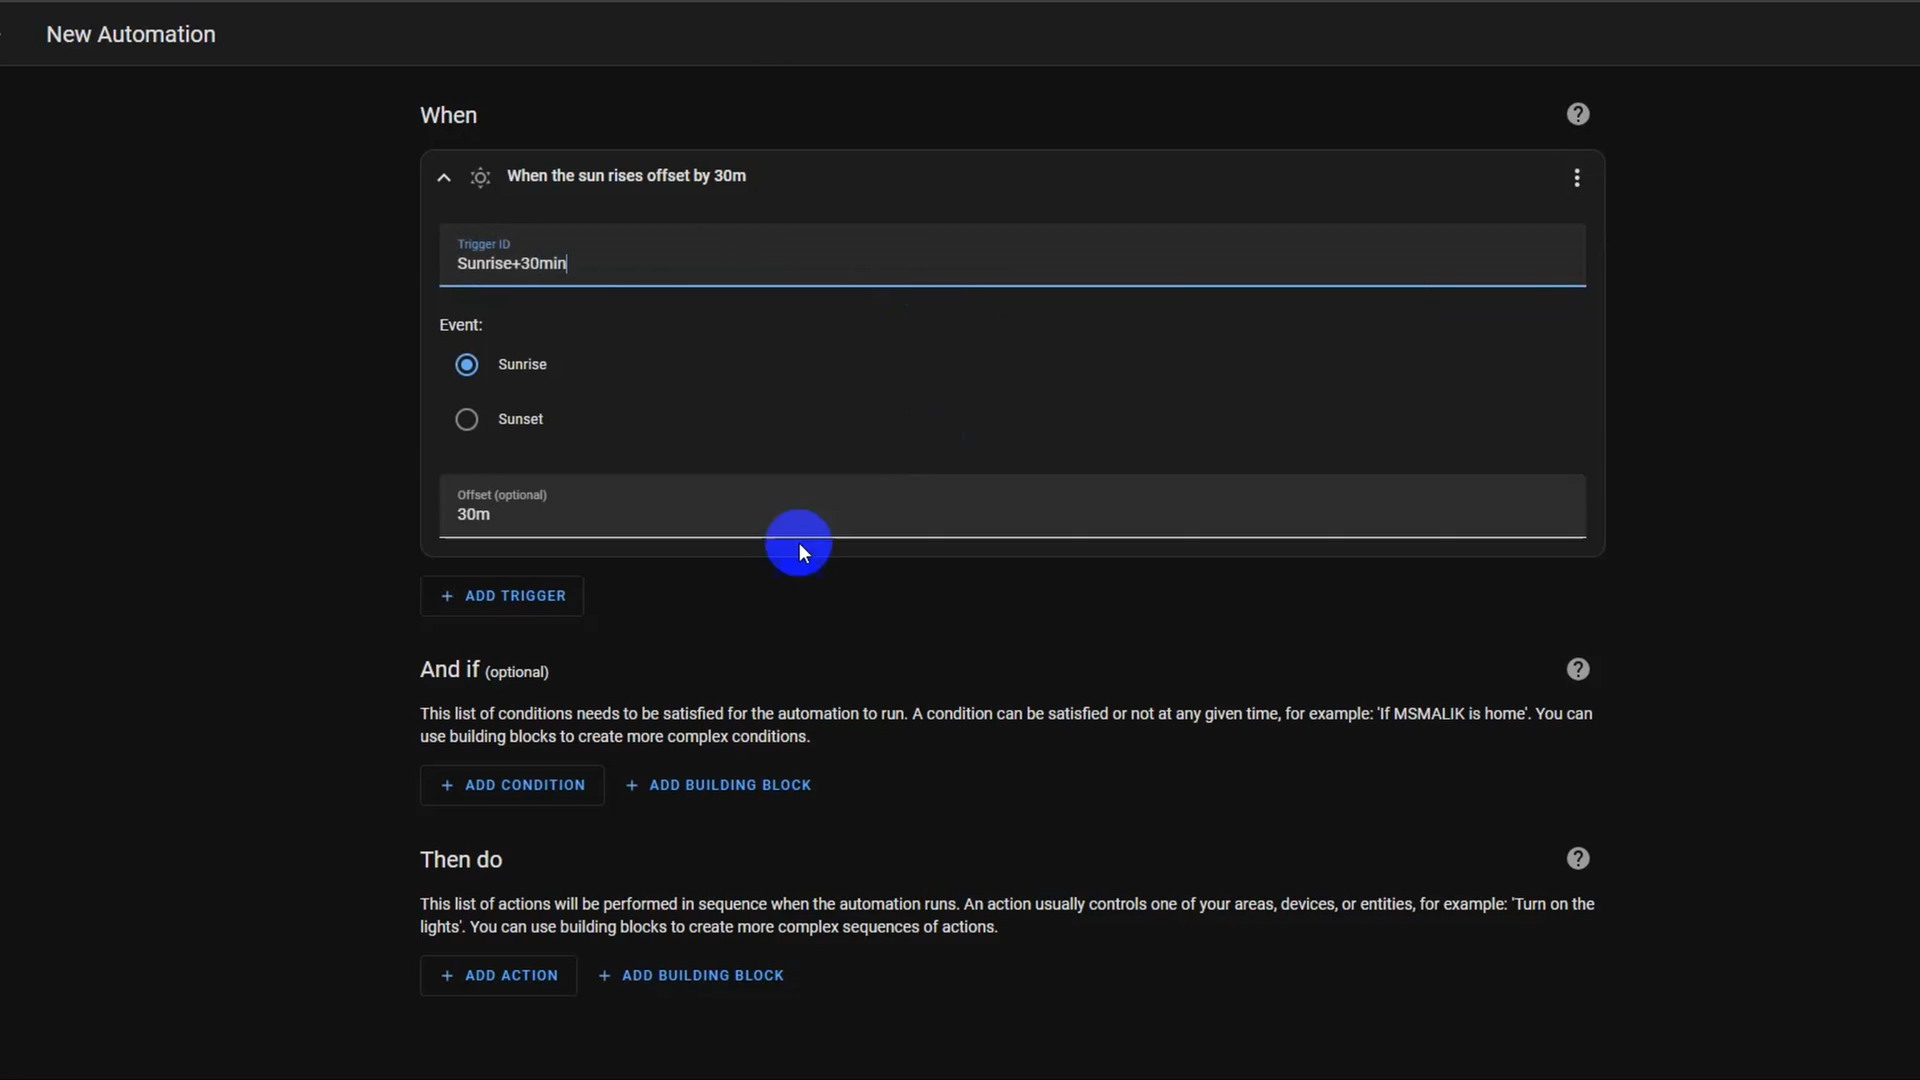 New Automation
When
When the sun rises offset by 30m
Trigger ID
Sunrise+30min
Event:
Sunrise
Sunset
Offset (optional)
30m
+ ADD TRIGGER
And if (optional)
This list of conditions needs to be satisfied for the automation to run. A condition can be satisfied or not at any given time, for example: 'If MSMALIK is home'. You can
use building blocks to create more complex conditions.
+ ADD CONDITION + ADD BUILDING BLOCK
Then do
This list of actions will be performed in sequence when the automation runs. An action usually controls one of your areas, devices, or entities, for example: 'Turn on the
lights'. You can use building blocks to create more complex sequences of actions.
+ ADD ACTION + ADD BUILDING BLOCK